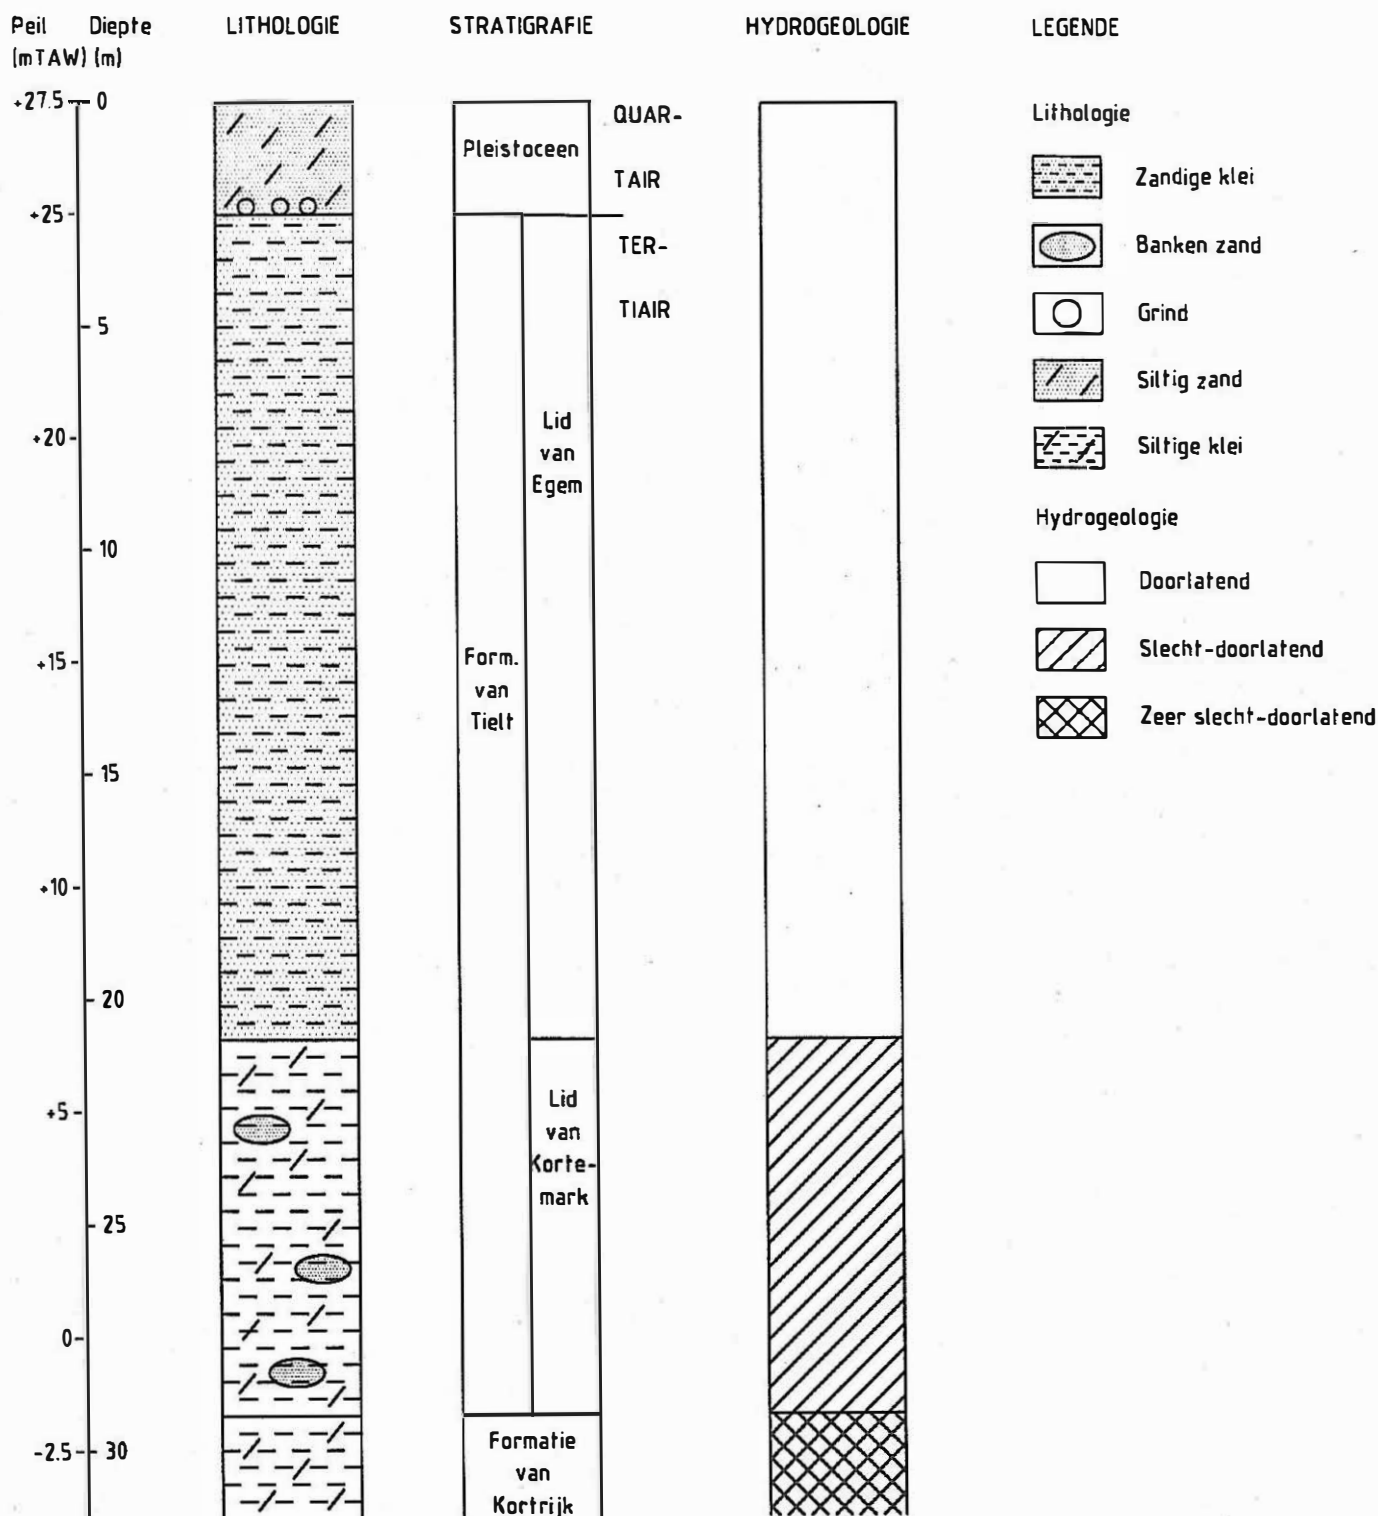 Peil Diepte LITHOLOGIE STRATIGRAFIE HYDROGEOLOGIE LEGENDE
(mTAW) (m)
+27.5 0
QUAR-
Lithologie
Pleistoceen
Zandige klei
TAIR
+25
TER-
Banken zand
TIAIR
Grind
5
Siltig zand
Lid
van
Egem
+20
Siltige klei
Hydrogeologie
10
Doorlatend
Form.
van
Tielt
+15
Slecht-doorlatend
Zeer slecht-doorlatend
15
+10
20
+5
Lid
van
Korte-
mark
25
0
-2.5 30
Formatie
van
Kortrijk